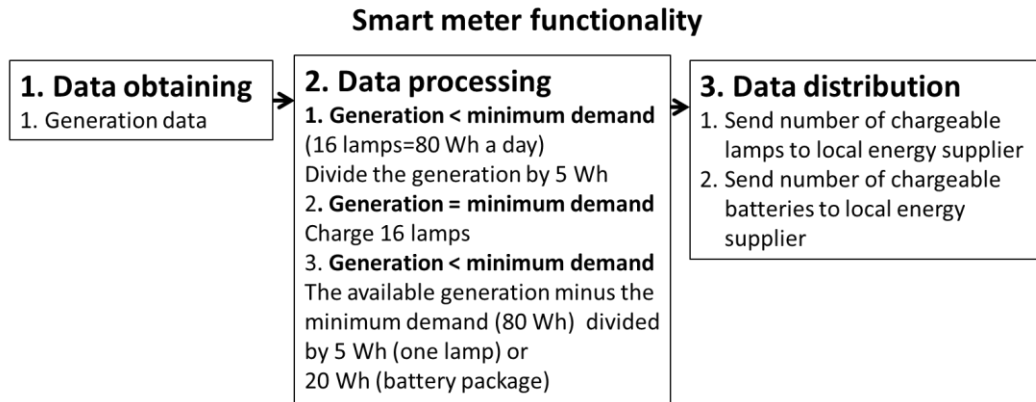 Smart meter functionality
1. Data obtaining
1. Generation data
2. Data processing
1. Generation < minimum demand
(16 lamps=80 Wh a day)
Divide the generation by 5 Wh
2. Generation = minimum demand
Charge 16 lamps
3. Generation < minimum demand
The available generation minus the
minimum demand (80 Wh) divided
by 5 Wh (one lamp) or
20 Wh (battery package)
3. Data distribution
1. Send number of chargeable
lamps to local energy supplier
2. Send number of chargeable
batteries to local energy
supplier